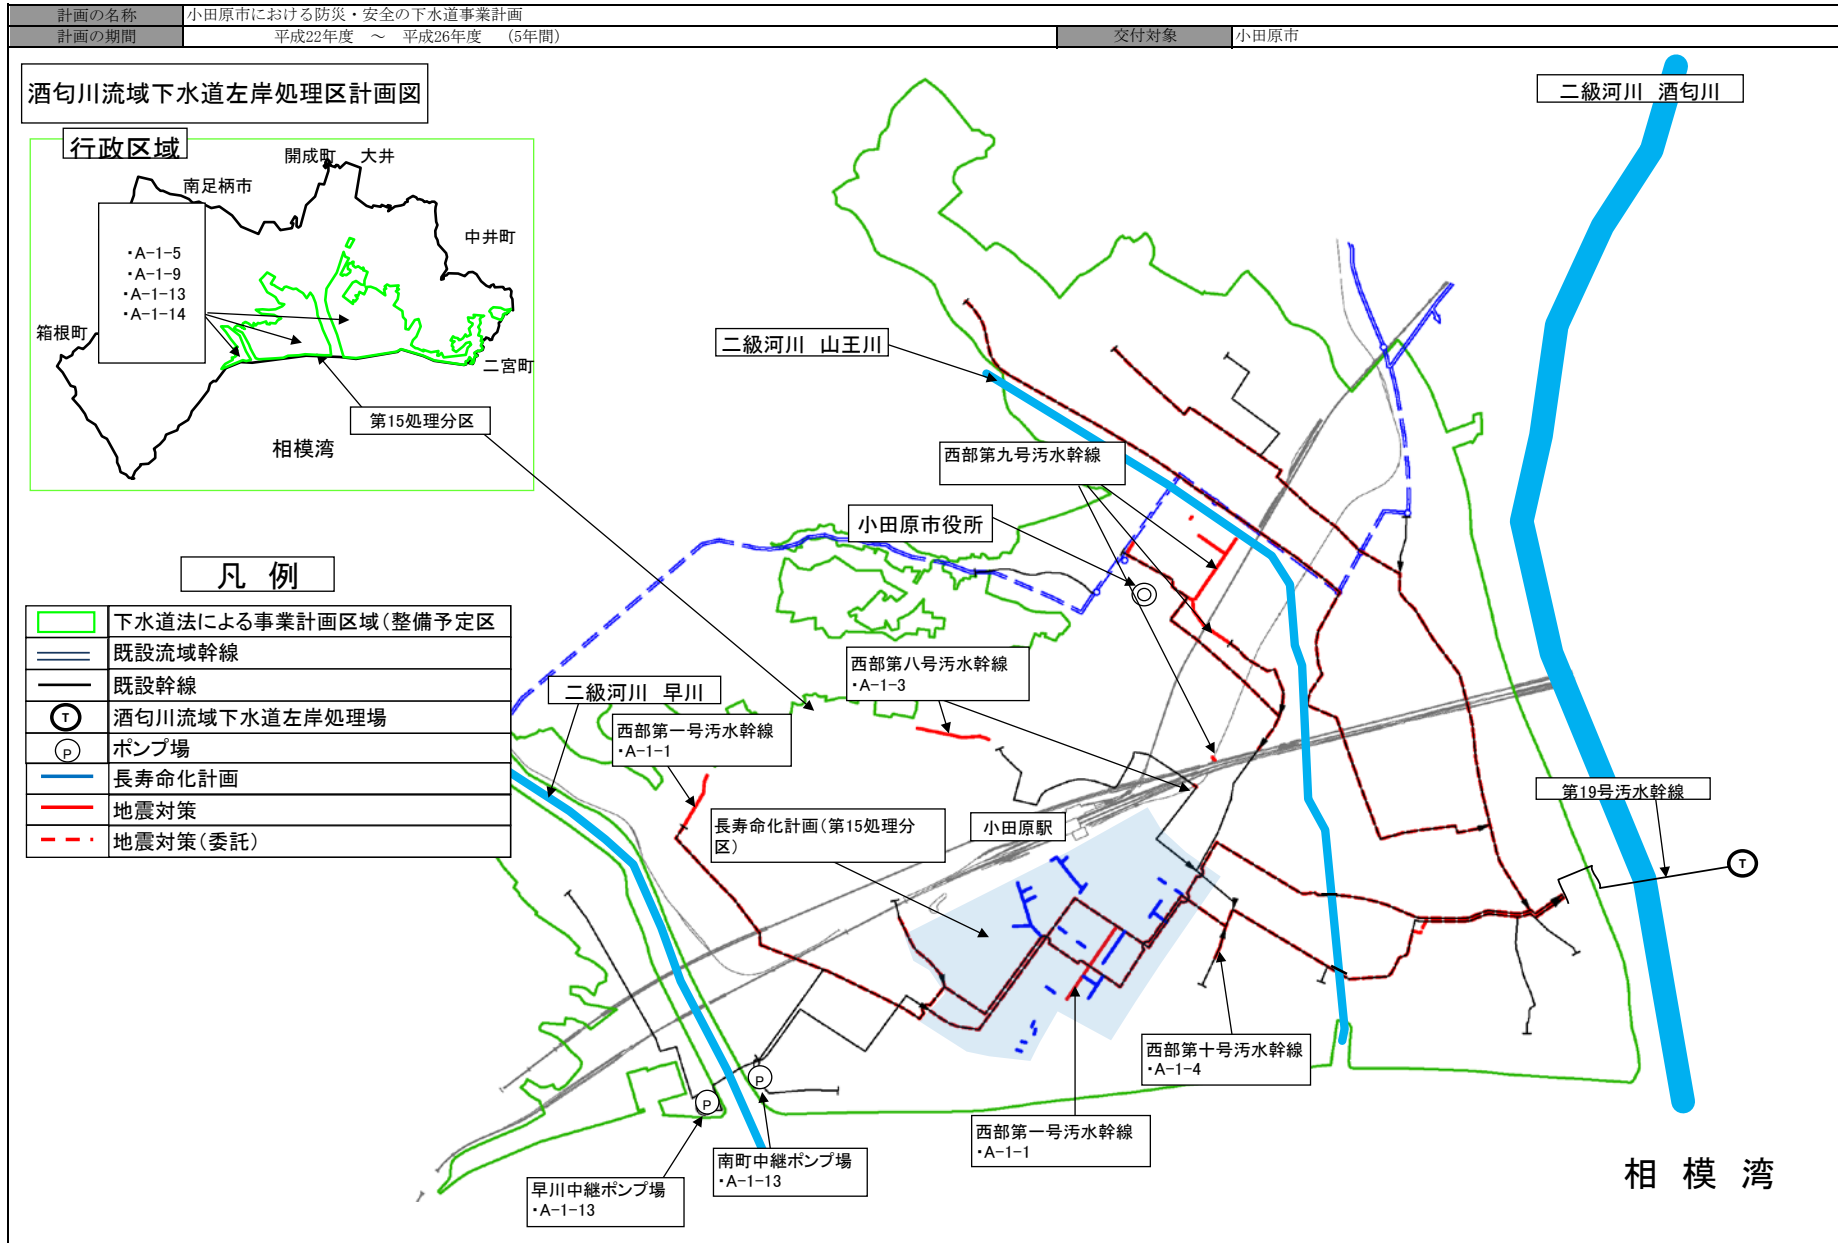 計画の名称
小田原市における防災・安全の下水道事業計画
計画の期間
平成22年度 ～ 平成26年度 (5年間)
交付対象
小田原市
酒匂川流域下水道左岸処理区計画図
二級河川 酒匂川
行政区域
開成町
大井
南足柄市
中井町
・A-1-5
・A-1-9
・A-1-13
・A-1-14
箱根町
二宮町
第15処理分区
相模湾
二級河川 山王川
西部第九号汚水幹線
小田原市役所
凡 例
下水道法による事業計画区域(整備予定区
既設流域幹線
既設幹線
T
酒匂川流域下水道左岸処理場
P
ポンプ場
長寿命化計画
地震対策
地震対策(委託)
二級河川 早川
西部第八号汚水幹線
・A-1-3
西部第一号汚水幹線
・A-1-1
第19号汚水幹線
長寿命化計画(第15処理分
区)
小田原駅
T
西部第十号汚水幹線
・A-1-4
P
P
西部第一号汚水幹線
・A-1-1
南町中継ポンプ場
・A-1-13
早川中継ポンプ場
・A-1-13
相 模 湾